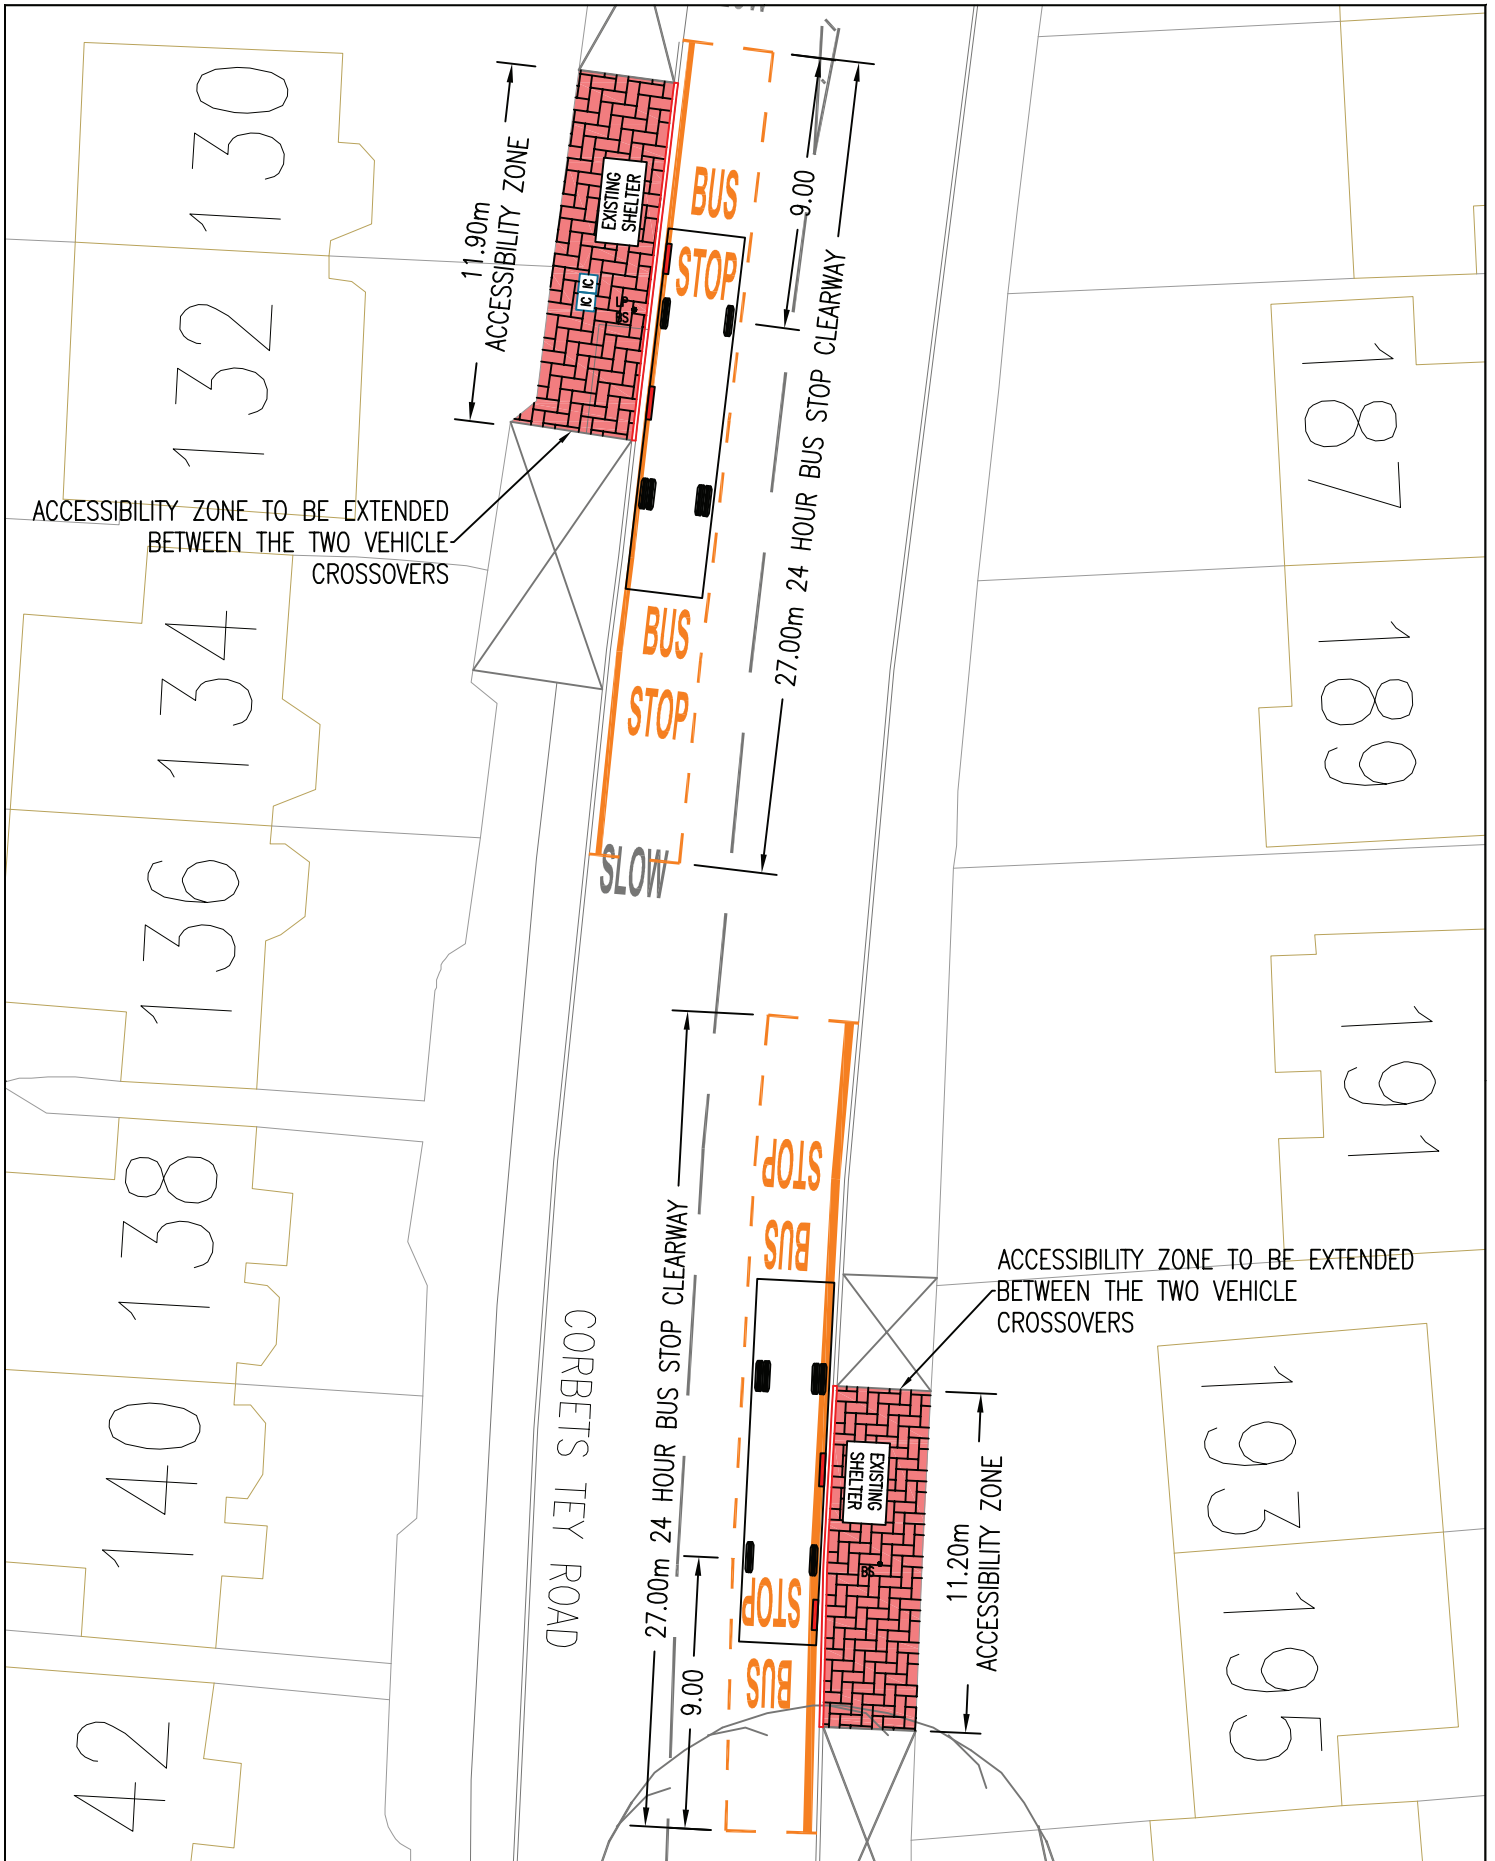 130
132
134
136
138
140
42
11.90m
ACCESSIBILITY ZONE
EXISTING
SHELTER
IC
IC
LP
BS
BUS
STOP
BUS
STOP
SLOW
9.00
27.00m 24 HOUR BUS STOP CLEARWAY
ACCESSIBILITY ZONE TO BE EXTENDED
BETWEEN THE TWO VEHICLE
CROSSOVERS
187
189
191
193
195
CORBETS TEY ROAD
27.00m 24 HOUR BUS STOP CLEARWAY
9.00
BUS
STOP
BUS
STOP
EXISTING
SHELTER
BS
11.20m
ACCESSIBILITY ZONE
ACCESSIBILITY ZONE TO BE EXTENDED
BETWEEN THE TWO VEHICLE
CROSSOVERS